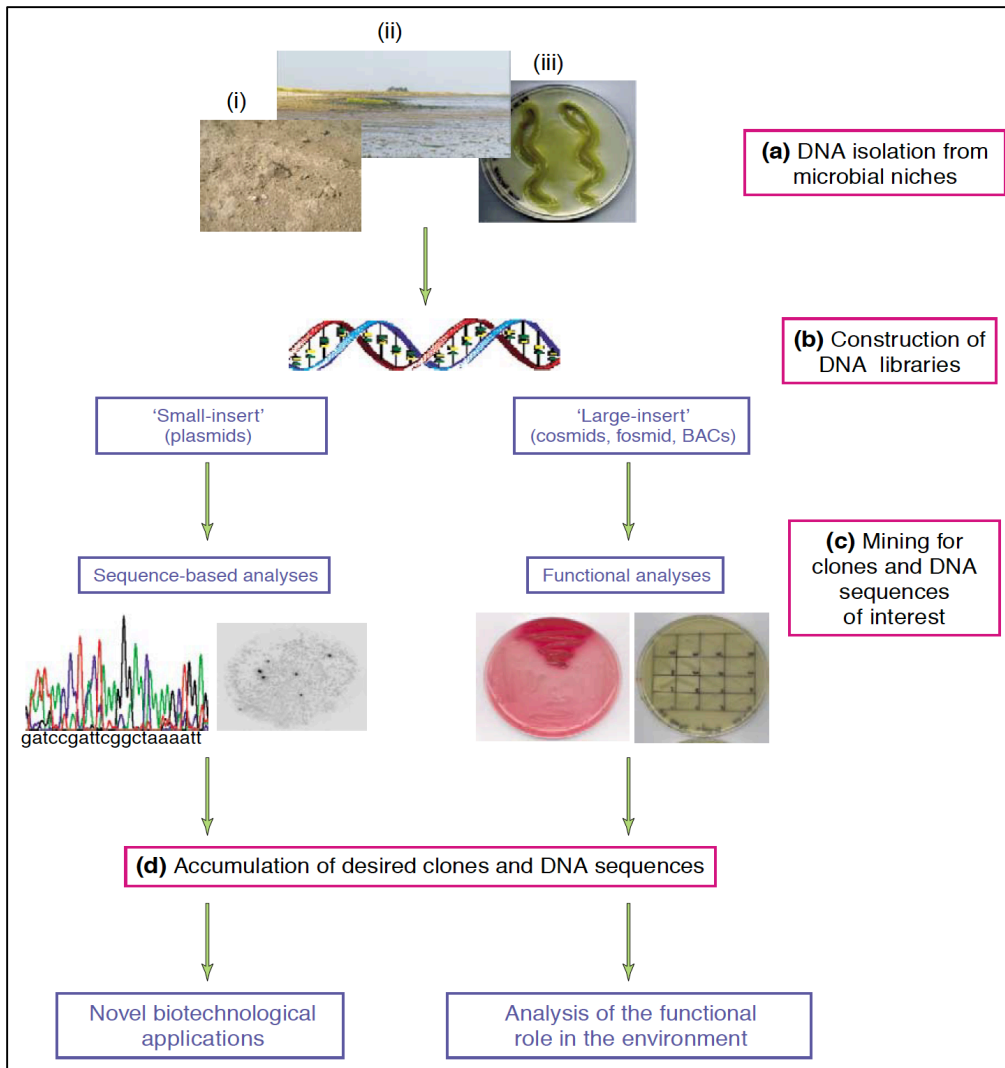 (i)
(ii)
(iii)
(a) DNA isolation from
microbial niches
(b) Construction of
DNA libraries
'Small-insert'
(plasmids)
'Large-insert'
(cosmids, fosmid, BACs)
(c) Mining for
clones and DNA
sequences
of interest
Sequence-based analyses
Functional analyses
gatccgattcggctaaaatt
(d) Accumulation of desired clones and DNA sequences
Novel biotechnological
applications
Analysis of the functional
role in the environment